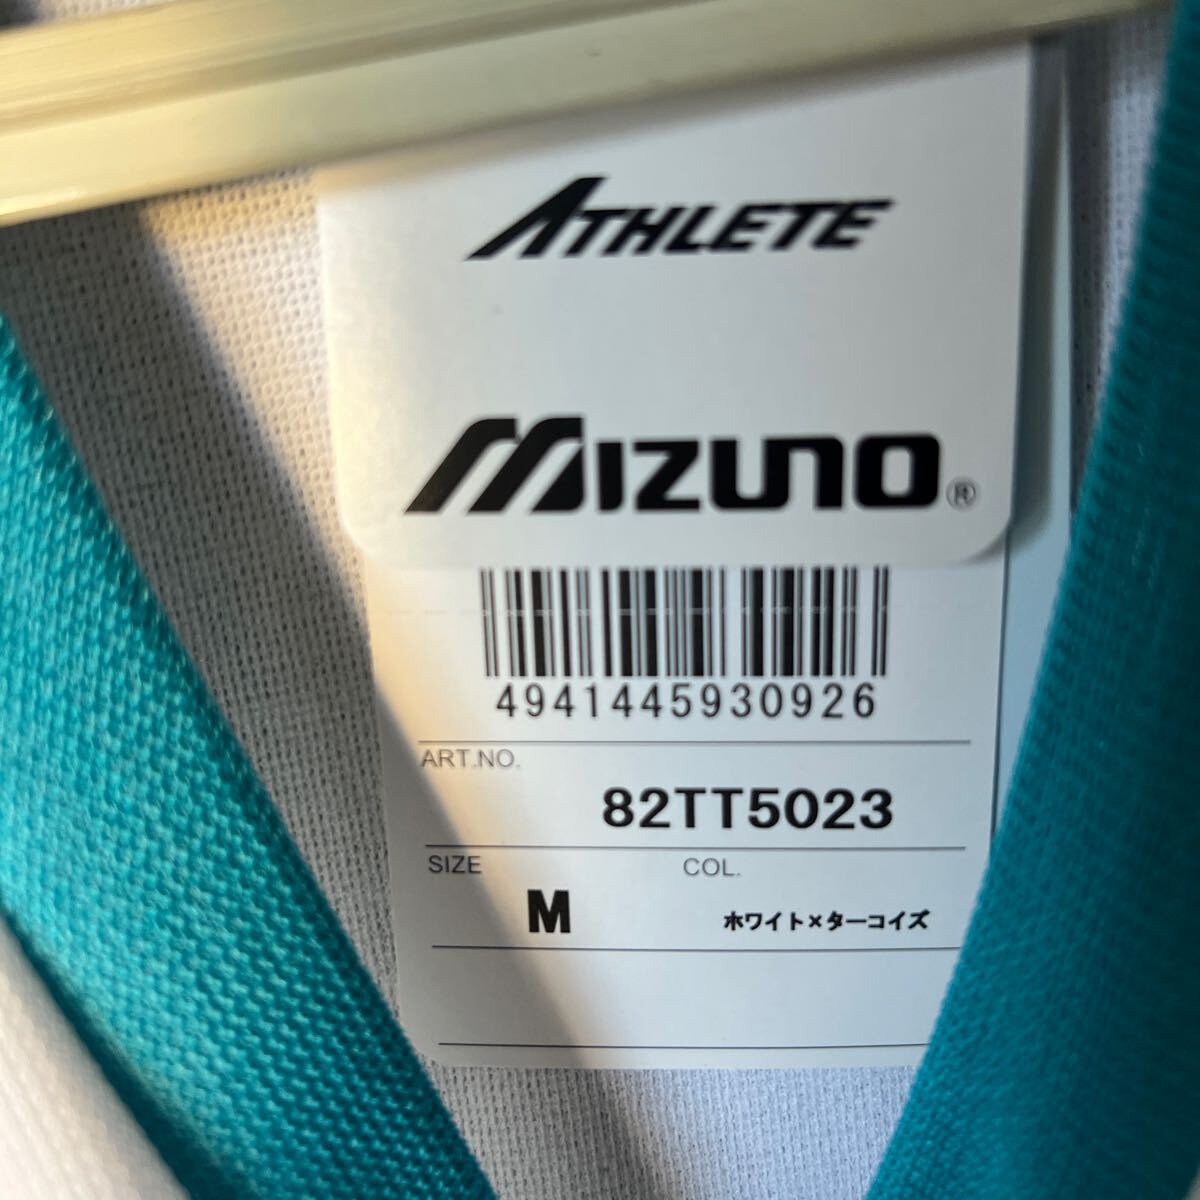 ATHLETE
MIZUNO®
4941445930926
ART.NO.
82TT5023
SIZE COL.
M ホワイト×ターコイズ